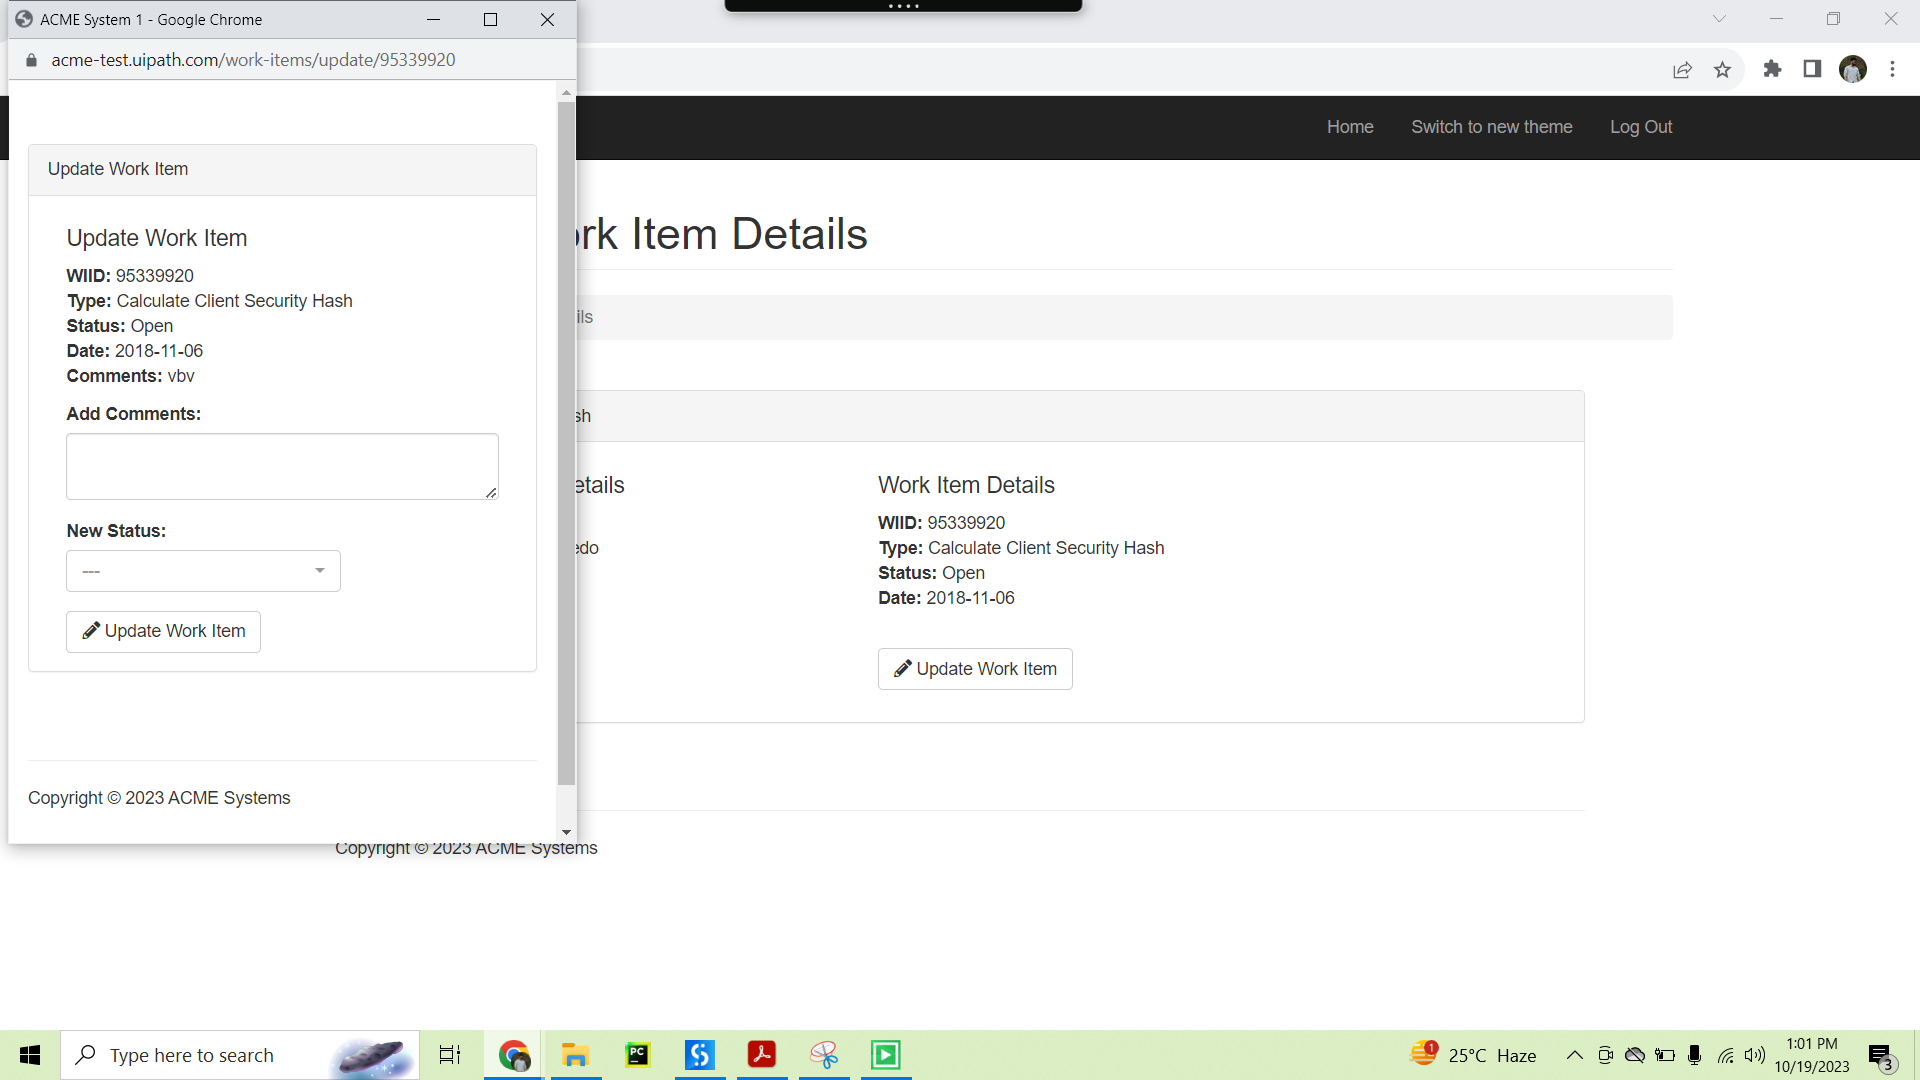 ACME System 1 - Google Chrome
acme-test.uipath.com/work-items/update/95339920
Update Work Item
Update Work Item
WIID: 95339920
Type: Calculate Client Security Hash
Status: Open
Date: 2018-11-06
Comments: vbv
Add Comments:
New Status:
---
Update Work Item
Copyright © 2023 ACME Systems
Home Switch to new theme Log Out
rk Item Details
ils
sh
etails
edo
Work Item Details
WIID: 95339920
Type: Calculate Client Security Hash
Status: Open
Date: 2018-11-06
Update Work Item
Copyright © 2023 ACME Systems
Type here to search
PC
1
25°C Haze
1:01 PM
10/19/2023
3